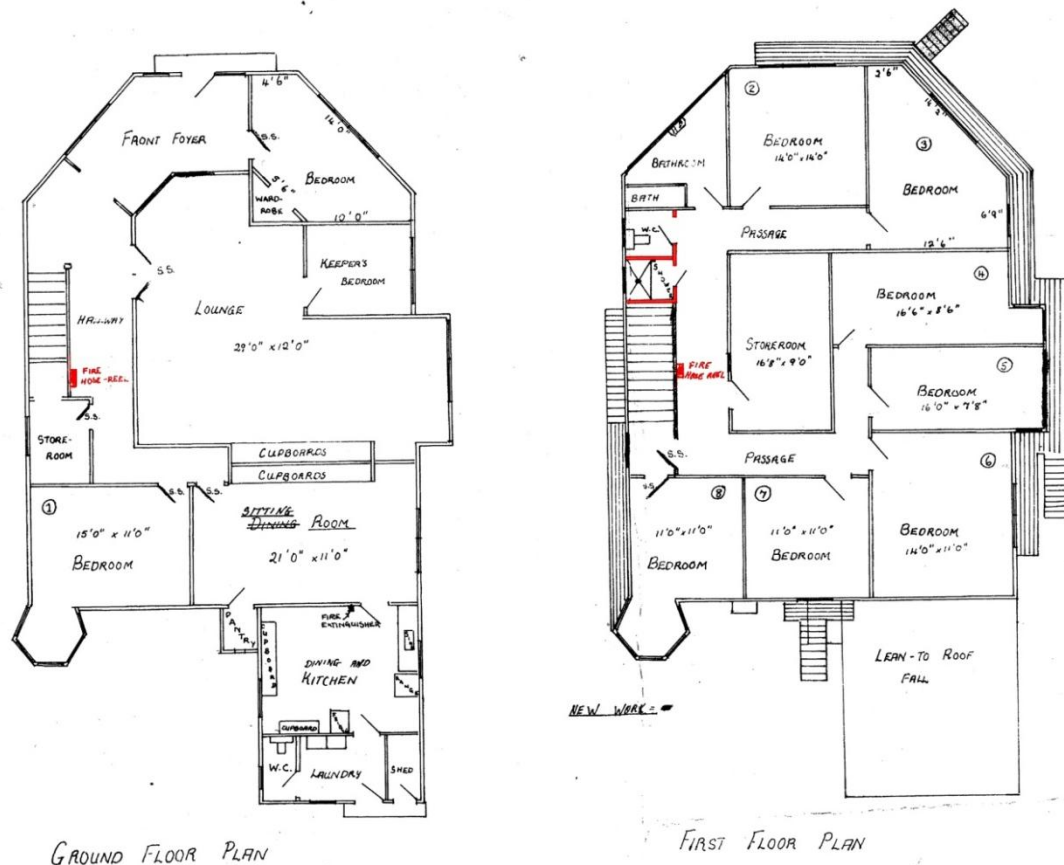 4'6"
14'0"
FRONT FOYER
S.S.
BEDROOM
5'6"
WARD-
ROBE
10'0"
KEEPER'S
BEDROOM
S.S.
LOUNGE
HALLWAY
29'0" x 12'0"
FIRE
HOSE-REEL
S.S.
STORE-
ROOM
CUPBOARDS
CUPBOARDS
S.S.
S.S.
①
15'0" x 11'0"
BEDROOM
SITTING
DINING ROOM
21'0" x 11'0"
PANTRY
FIRE
EXTINGUISHER
CUPBOARD
DINING AND
KITCHEN
CUPBOARD
W.C.
LAUNDRY
SHED
GROUND FLOOR PLAN
2'6"
②
BEDROOM
14'0" x 14'0"
③
BEDROOM
BATHROOM
BATH
6'9"
W.C.
PASSAGE
12'6"
SHOWER
④
BEDROOM
16'6" x 8'6"
STOREROOM
16'8" x 9'0"
FIRE
HOSE REEL
⑤
BEDROOM
16'0" x 7'8"
S.S.
PASSAGE
⑥
S.S.
⑧
⑦
11'0" x 11'0"
BEDROOM
11'0" x 11'0"
BEDROOM
BEDROOM
14'0" x 11'0"
LEAN-TO ROOF
FALL
NEW WORK =
FIRST FLOOR PLAN